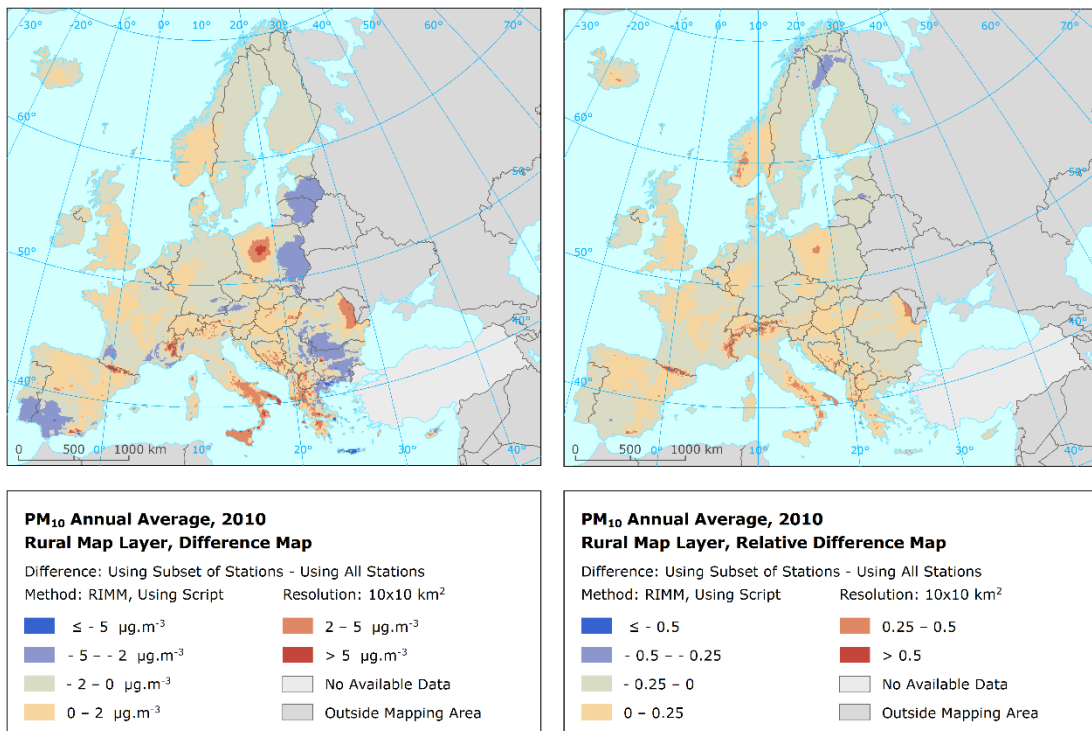 -30° -20° -10° 0° 10° 20° 30° 40° 50° 60° 70°
60°
50°
40°
60°
50°
40°
0 500 0° 1000 km 10° 20° 30° 40°
-30° -20° -10° 0° 10° 20° 30° 40° 50° 60° 70°
60°
50°
40°
60°
50°
40°
0 500 0° 1000 km 10° 20° 30° 40°
PM₁₀ Annual Average, 2010
Rural Map Layer, Difference Map
Difference: Using Subset of Stations - Using All Stations
Method: RIMM, Using Script Resolution: 10x10 km²
≤ - 5 µg.m⁻³ 2 – 5 µg.m⁻³
- 5 – - 2 µg.m⁻³ > 5 µg.m⁻³
- 2 – 0 µg.m⁻³ No Available Data
0 – 2 µg.m⁻³ Outside Mapping Area
PM₁₀ Annual Average, 2010
Rural Map Layer, Relative Difference Map
Difference: Using Subset of Stations - Using All Stations
Method: RIMM, Using Script Resolution: 10x10 km²
≤ - 0.5 0.25 – 0.5
- 0.5 – - 0.25 > 0.5
- 0.25 – 0 No Available Data
0 – 0.25 Outside Mapping Area